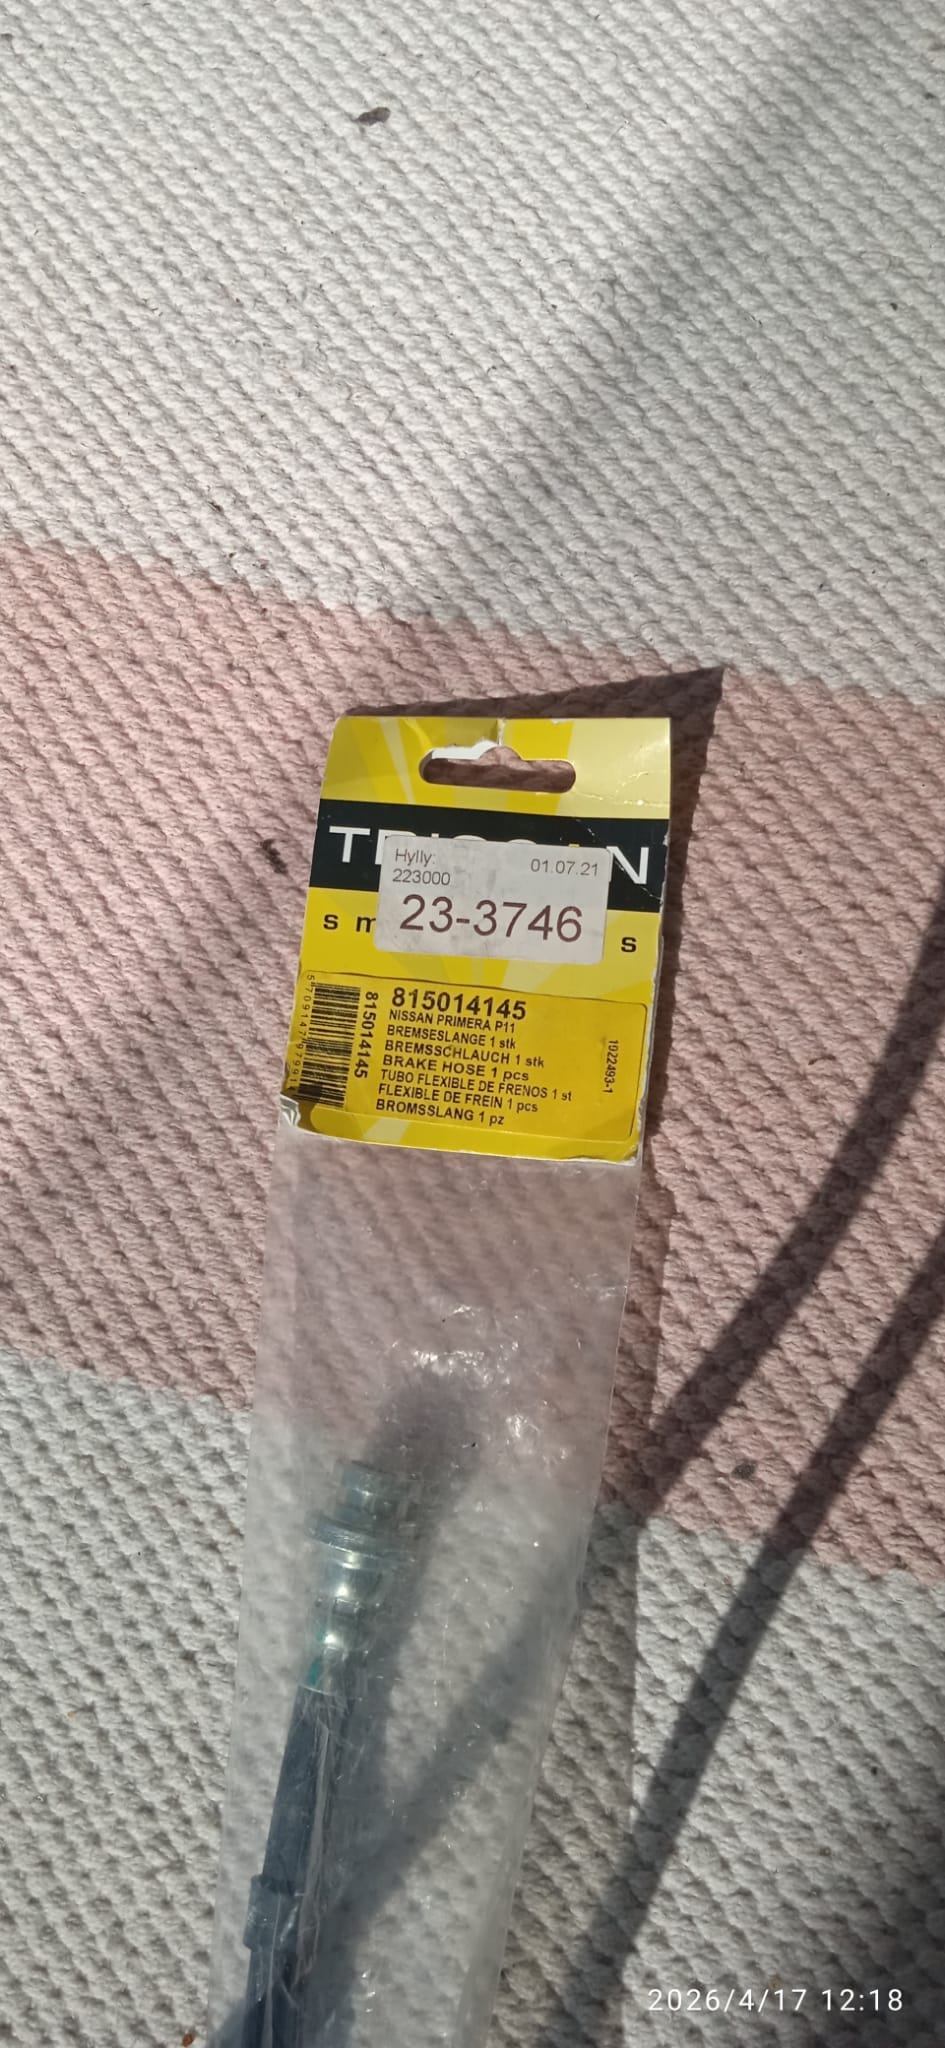 Hylly: 01.07.21
223000
23-3746
s m s
815014145
NISSAN PRIMERA P11
BREMSESLANGE 1 stk
BREMSSCHLAUCH 1 stk
BRAKE HOSE 1 pcs
TUBO FLEXIBLE DE FRENOS 1 st
FLEXIBLE DE FREIN 1 pcs
BROMSSLANG 1 pz
815014145
1922493-1
2026/4/17 12:18